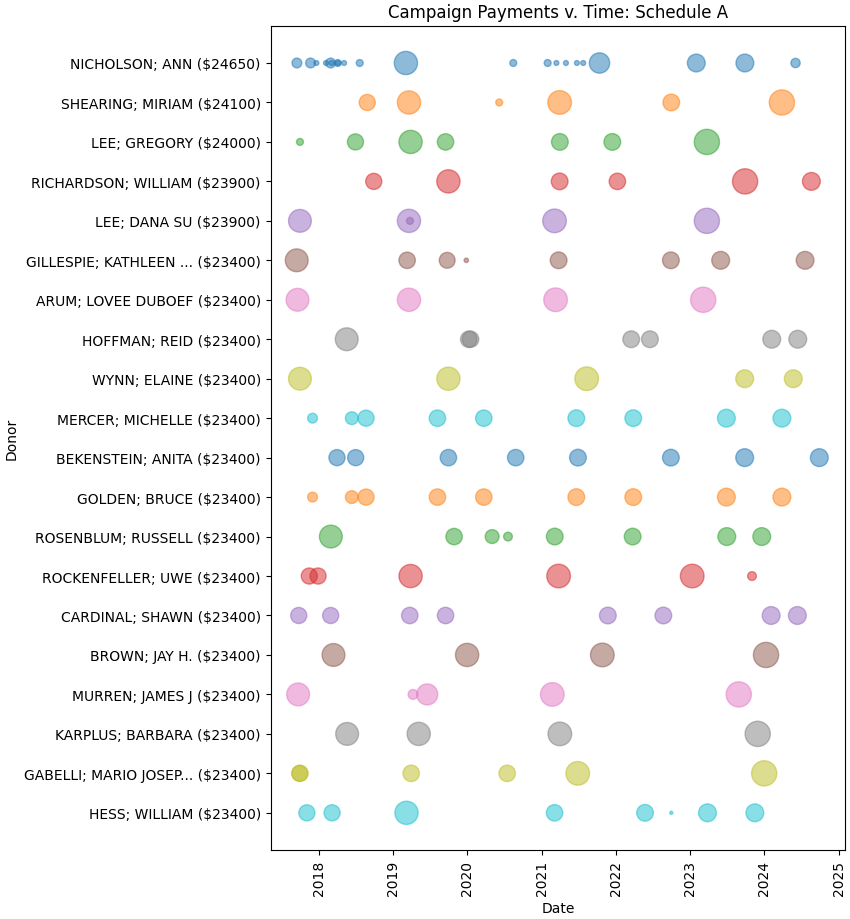 Campaign Payments v. Time: Schedule A
NICHOLSON; ANN ($24650)
SHEARING; MIRIAM ($24100)
LEE; GREGORY ($24000)
RICHARDSON; WILLIAM ($23900)
LEE; DANA SU ($23900)
GILLESPIE; KATHLEEN ... ($23400)
ARUM; LOVEE DUBOEF ($23400)
HOFFMAN; REID ($23400)
WYNN; ELAINE ($23400)
MERCER; MICHELLE ($23400)
BEKENSTEIN; ANITA ($23400)
GOLDEN; BRUCE ($23400)
ROSENBLUM; RUSSELL ($23400)
ROCKENFELLER; UWE ($23400)
CARDINAL; SHAWN ($23400)
BROWN; JAY H. ($23400)
MURREN; JAMES J ($23400)
KARPLUS; BARBARA ($23400)
GABELLI; MARIO JOSEP... ($23400)
HESS; WILLIAM ($23400)
Donor
2018
2019
2020
2021
2022
2023
2024
2025
Date